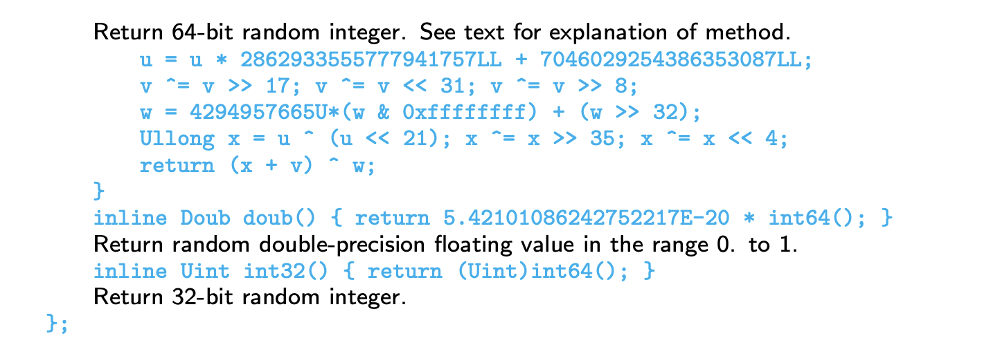 Return 64-bit random integer. See text for explanation of method.
u = u * 2862933555777941757LL + 7046029254386353087LL;
v ^= v >> 17; v ^= v << 31; v ^= v >> 8;
w = 4294957665U*(w & 0xffffffff) + (w >> 32);
Ullong x = u ^ (u << 21); x ^= x >> 35; x ^= x << 4;
return (x + v) ^ w;
}
inline Doub doub() { return 5.42101086242752217E-20 * int64(); }
Return random double-precision floating value in the range 0. to 1.
inline Uint int32() { return (Uint)int64(); }
Return 32-bit random integer.
};